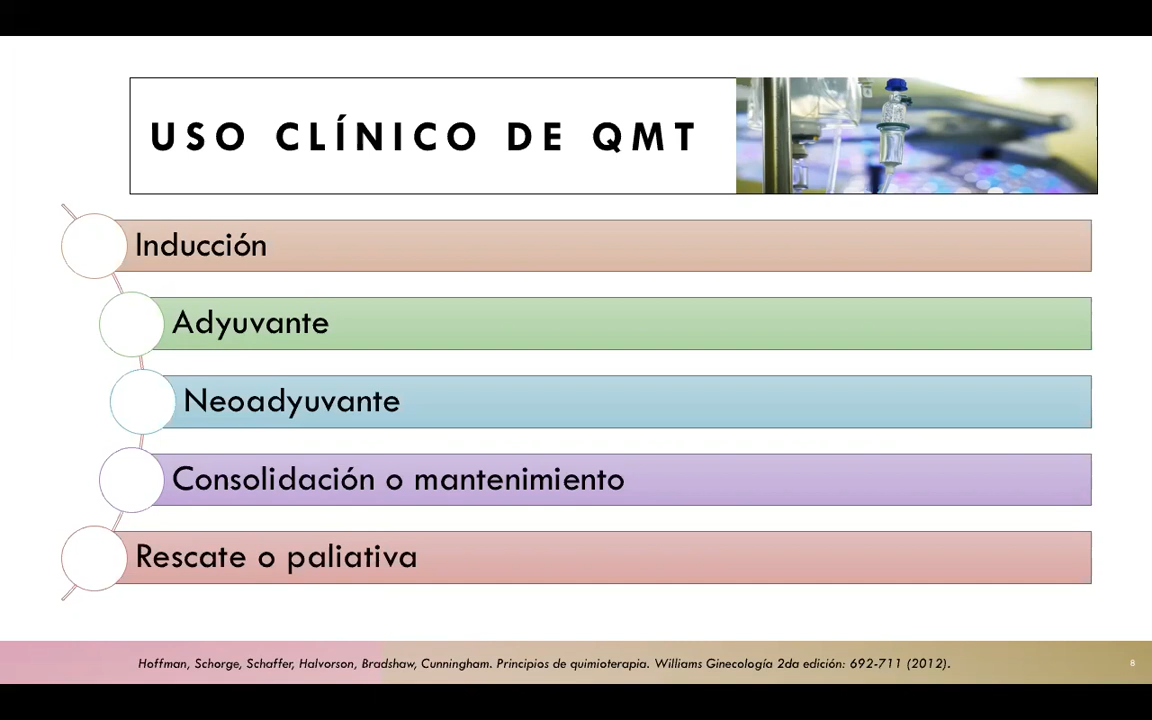 USO CLÍNICO DE QMT
Inducción
Adyuvante
Neoadyuvante
Consolidación o mantenimiento
Rescate o paliativa
Hoffman, Schorge, Schaffer, Halvorson, Bradshaw, Cunningham. Principios de quimioterapia. Williams Ginecología 2da edición: 692-711 (2012).
8